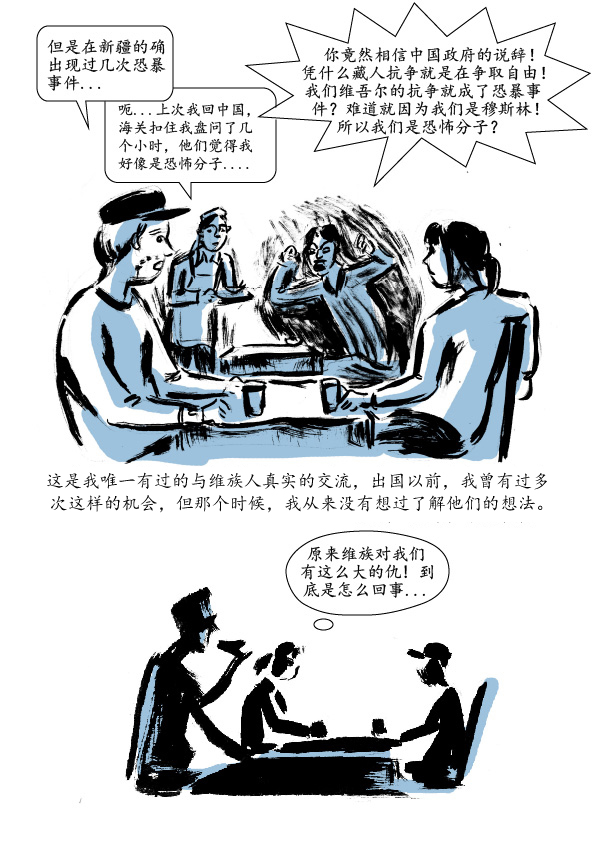 但是在新疆的确
出现过几次恐暴
事件...
呃...上次我回中国，
海关扣住我盘问了几
个小时，他们觉得我
好像是恐怖分子....
你竟然相信中国政府的说辞！
凭什么藏人抗争就是在争取自由！
我们维吾尔的抗争就成了恐暴事
件？难道就因为我们是穆斯林！
所以我们是恐怖分子？
这是我唯一有过的与维族人真实的交流，出国以前，我曾有过多
次这样的机会，但那个时候，我从来没有想过了解他们的想法。
原来维族对我们
有这么大的仇！到
底是怎么回事...